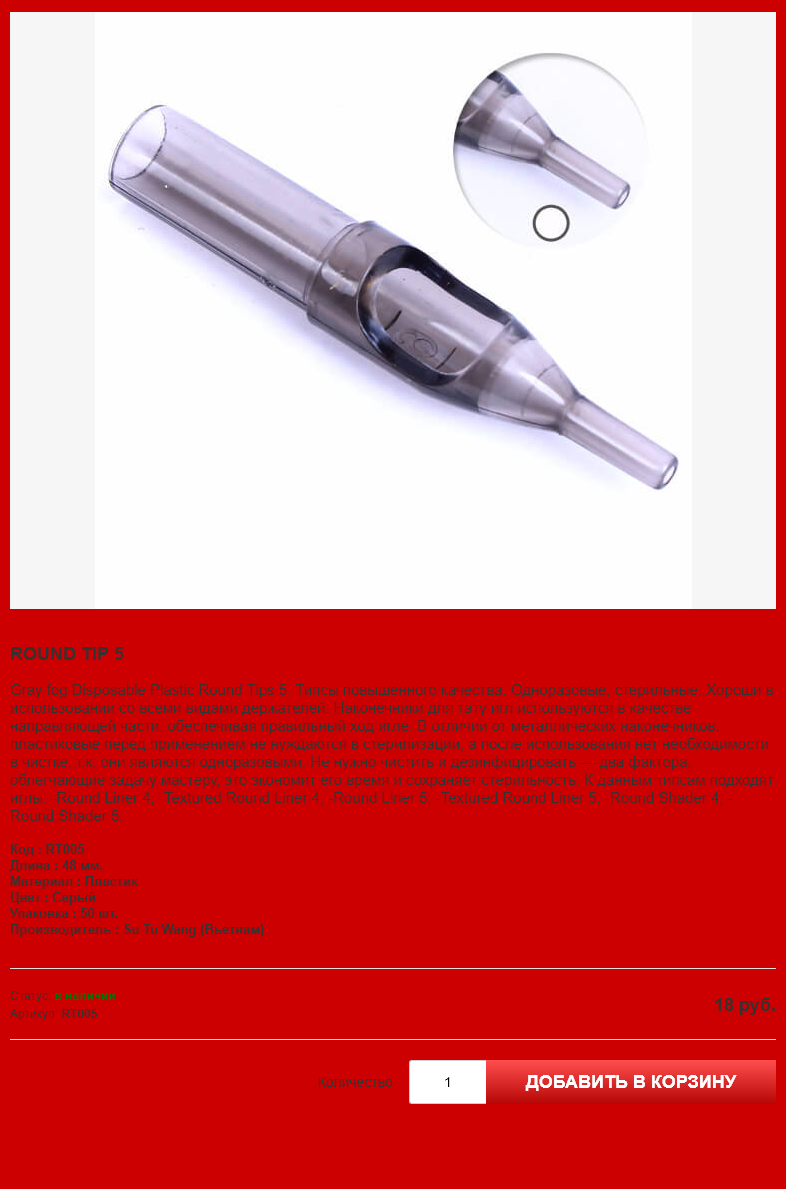 ROUND TIP 5
Gray fog Disposable Plastic Round Tips 5. Типсы повышенного качества. Одноразовые, стерильные. Хороши в
использовании со всеми видами держателей. Наконечники для тату игл используются в качестве
направляющей части, обеспечивая правильный ход игле. В отличии от металлических наконечников,
пластиковые перед применением не нуждаются в стерилизации, а после использования нет необходимости
в чистке, т.к. они являются одноразовыми. Не нужно чистить и дезинфицировать — два фактора,
облегчающие задачу мастеру, это экономит его время и сохраняет стерильность. К данным типсам подходят
иглы: Round Liner 4; Textured Round Liner 4; Round Liner 5; Textured Round Liner 5; Round Shader 4;
Round Shader 5;
Код : RT005
Длина : 48 мм.
Материал : Пластик
Цвет : Серый
Упаковка : 50 шт.
Производитель : Su Tu Wang (Вьетнам)
Статус: в наличии
Артикул: RT005
18 руб.
Количество: 1 ДОБАВИТЬ В КОРЗИНУ